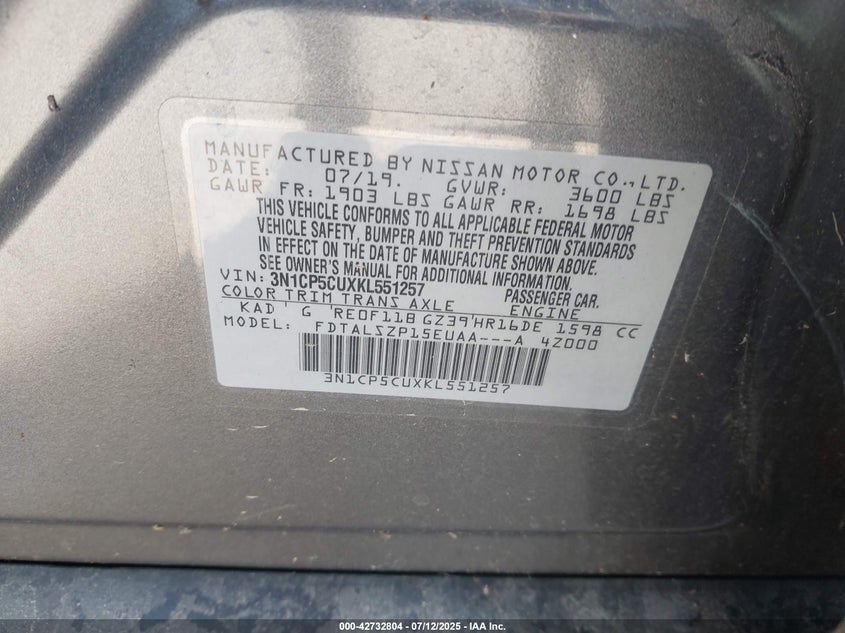 MANUFACTURED BY NISSAN MOTOR CO.,LTD.
DATE: 07/19. GVWR: 3600 LBS
GAWR FR: 1903 LBS GAWR RR: 1698 LBS
THIS VEHICLE CONFORMS TO ALL APPLICABLE FEDERAL MOTOR
VEHICLE SAFETY, BUMPER AND THEFT PREVENTION STANDARDS
IN EFFECT ON THE DATE OF MANUFACTURE SHOWN ABOVE.
SEE OWNER'S MANUAL FOR ADDITIONAL INFORMATION.
VIN: 3N1CP5CUXKL551257 PASSENGER CAR.
COLOR TRIM TRANS AXLE ENGINE
KAD ' G 'RE0F11B GZ39'HR16DE 1598 CC
MODEL: FDTALSZP15EUAA---A 4Z000
3N1CP5CUXKL551257
000-42732804 - 07/12/2025 - IAA Inc.